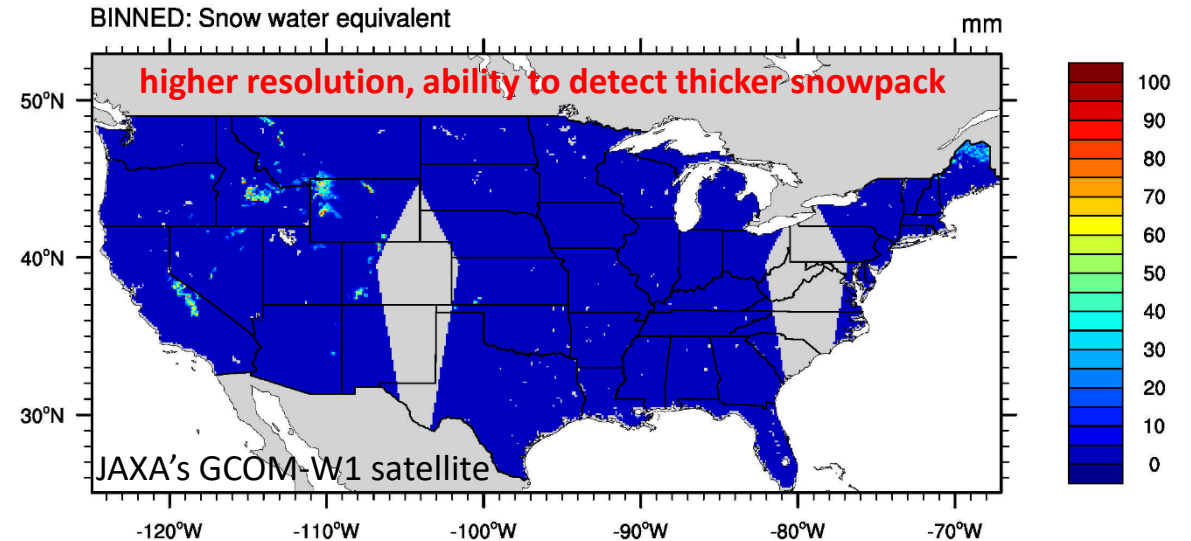 BINNED: Snow water equivalent
mm
higher resolution, ability to detect thicker snowpack
50°N
40°N
30°N
JAXA's GCOM-W1 satellite
-120°W
-110°W
-100°W
-90°W
-80°W
-70°W
100
90
80
70
60
50
40
30
20
10
0